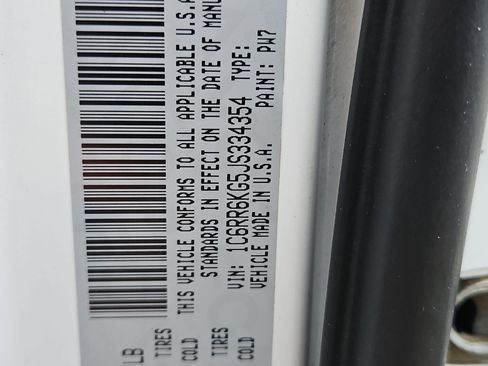 THIS VEHICLE CONFORMS TO ALL APPLICABLE U.S.A
STANDARDS IN EFFECT ON THE DATE OF MANU
VIN: 1C6RR6KG5JS334354 TYPE:
VEHICLE MADE IN U.S.A. PAINT: PW7
LB
TIRES
COLD
TIRES
COLD